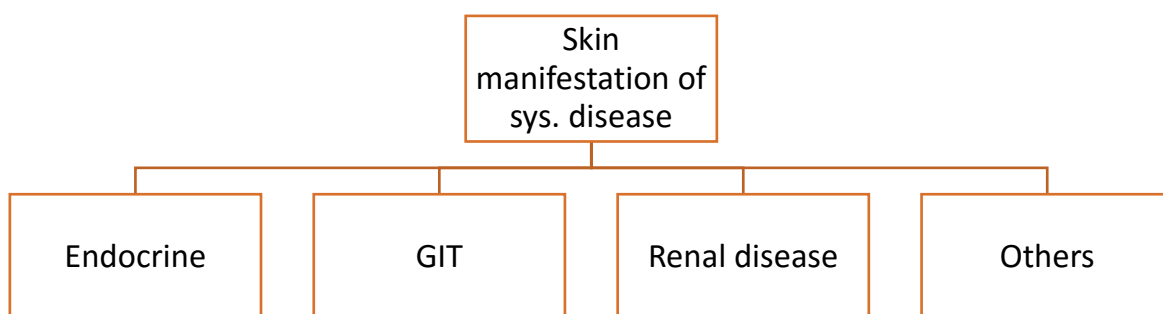 Skin
manifestation of
sys. disease
Endocrine
GIT
Renal disease
Others